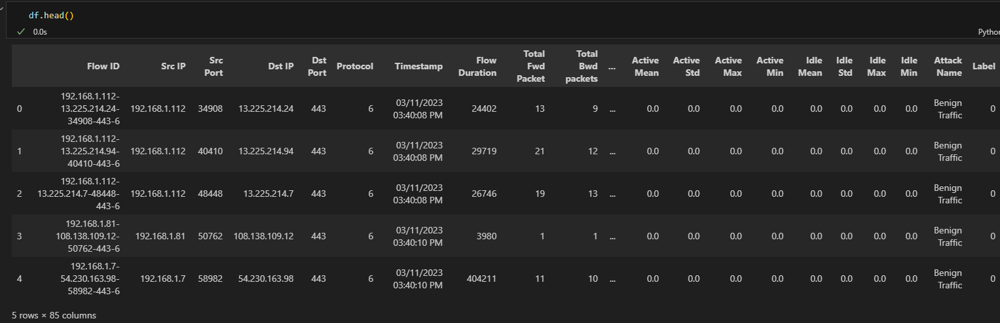 df.head()
0.0s
Python
Flow ID Src IP Src Port Dst IP Dst Port Protocol Timestamp Flow Duration Total Fwd Packet Total Bwd packets ... Active Mean Active Std Active Max Active Min Idle Mean Idle Std Idle Max Idle Min Attack Name Label
0 192.168.1.112-13.225.214.24-34908-443-6 192.168.1.112 34908 13.225.214.24 443 6 03/11/2023 03:40:08 PM 24402 13 9 ... 0.0 0.0 0.0 0.0 0.0 0.0 0.0 0.0 Benign Traffic 0
1 192.168.1.112-13.225.214.94-40410-443-6 192.168.1.112 40410 13.225.214.94 443 6 03/11/2023 03:40:08 PM 29719 21 12 ... 0.0 0.0 0.0 0.0 0.0 0.0 0.0 0.0 Benign Traffic 0
2 192.168.1.112-13.225.214.7-48448-443-6 192.168.1.112 48448 13.225.214.7 443 6 03/11/2023 03:40:08 PM 26746 19 13 ... 0.0 0.0 0.0 0.0 0.0 0.0 0.0 0.0 Benign Traffic 0
3 192.168.1.81-108.138.109.12-50762-443-6 192.168.1.81 50762 108.138.109.12 443 6 03/11/2023 03:40:10 PM 3980 1 1 ... 0.0 0.0 0.0 0.0 0.0 0.0 0.0 0.0 Benign Traffic 0
4 192.168.1.7-54.230.163.98-58982-443-6 192.168.1.7 58982 54.230.163.98 443 6 03/11/2023 03:40:10 PM 404211 11 10 ... 0.0 0.0 0.0 0.0 0.0 0.0 0.0 0.0 Benign Traffic 0
5 rows × 85 columns